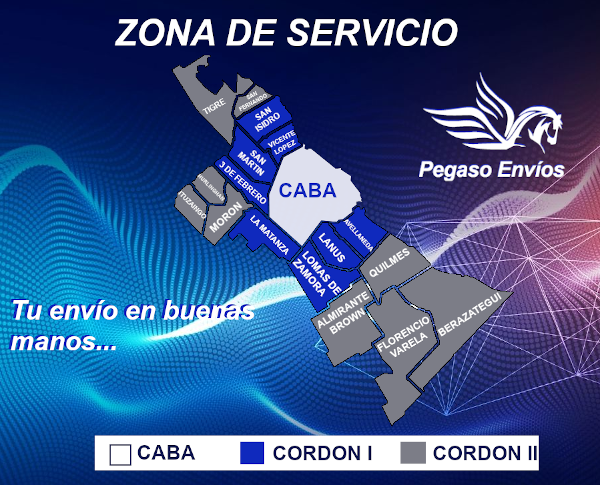 ZONA DE SERVICIO
TIGRE
SAN
FERNANDO
SAN
ISIDRO
VICENTE
LOPEZ
SAN
MARTIN
3 DE FEBRERO
HURLINGHAM
ITUZAINGO
MORON
CABA
LA MATANZA
AVELLANEDA
LANUS
LOMAS DE
ZAMORA
QUILMES
ALMIRANTE
BROWN
FLORENCIO
VARELA
BERAZATEGUI
Pegaso Envíos
Tu envío en buenas
manos...
CABA
CORDON I
CORDON II